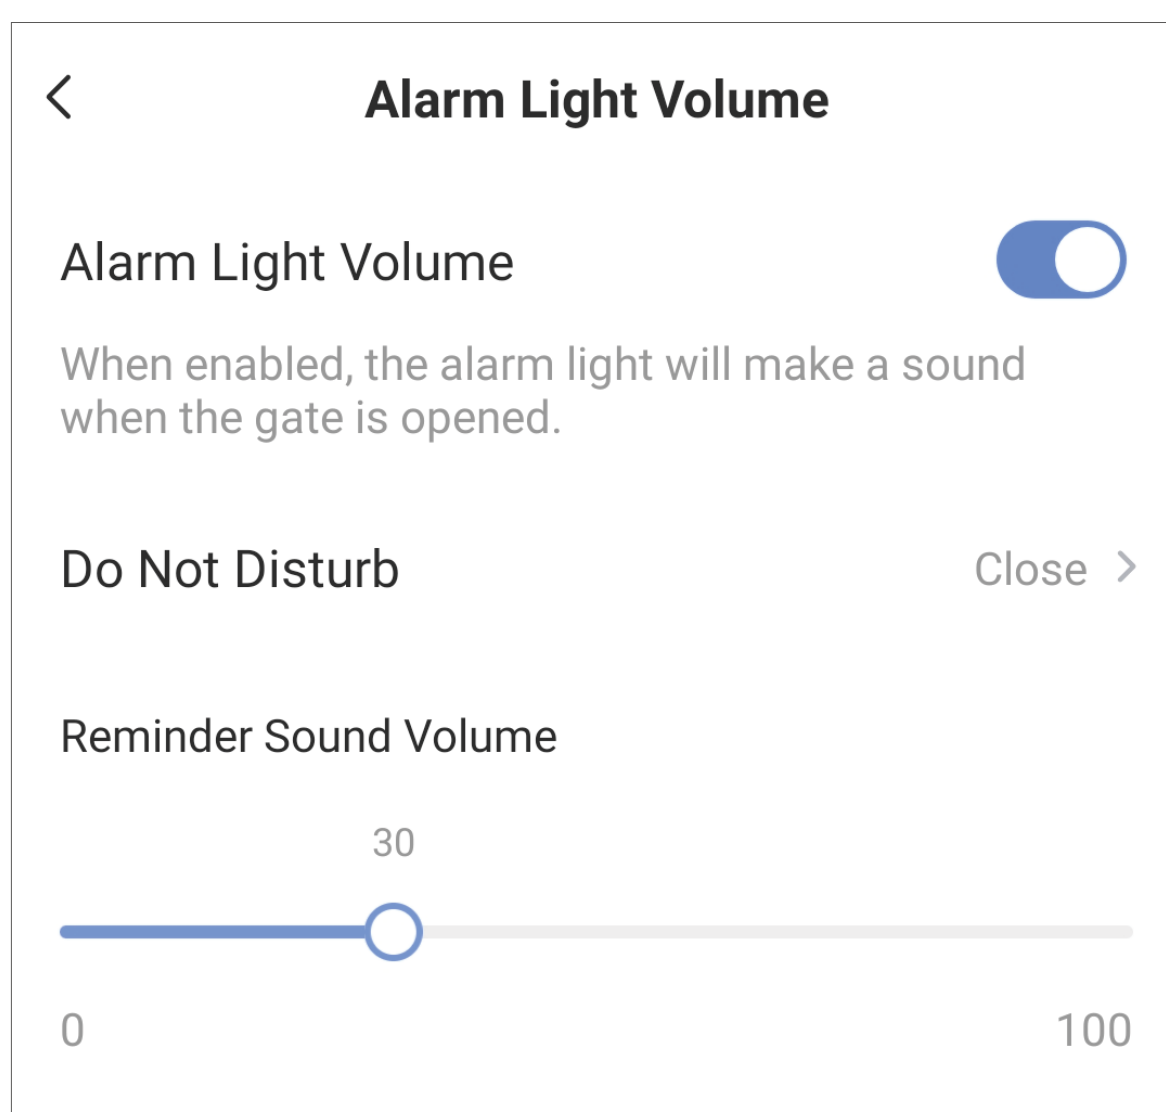 Alarm Light Volume
Alarm Light Volume
When enabled, the alarm light will make a sound
when the gate is opened.
Do Not Disturb
Close
Reminder Sound Volume
30
0
100